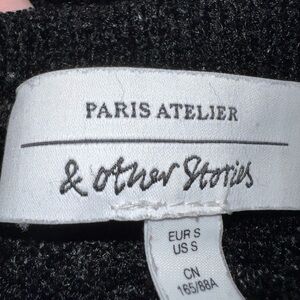 PARIS ATELIER
& other Stories
EUR S
US S
CN
165/88A